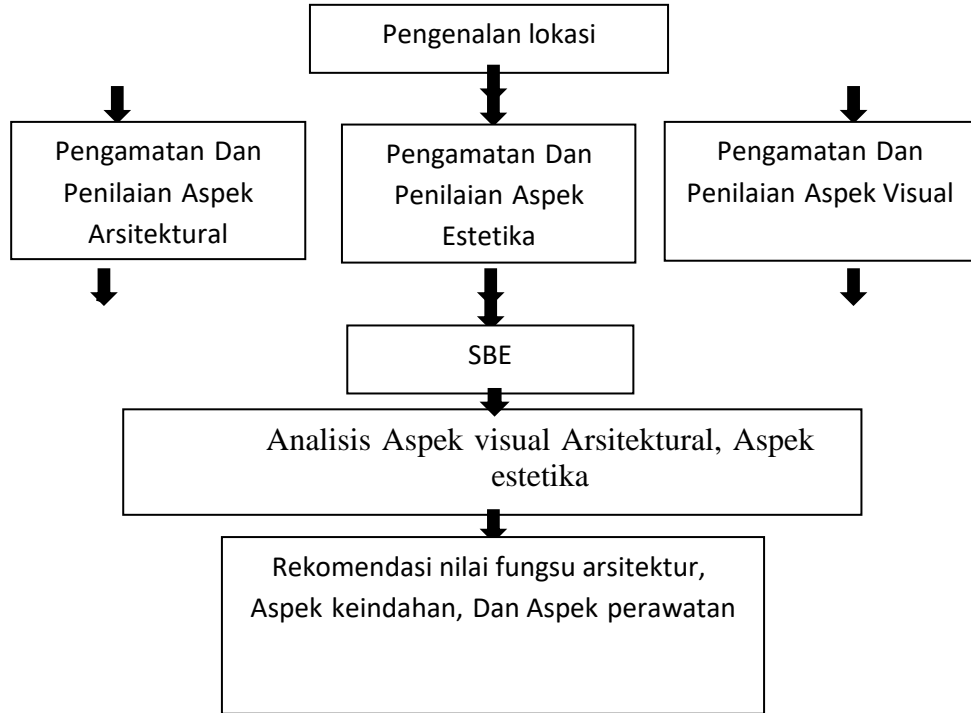 Pengenalan lokasi
Pengamatan Dan
Penilaian Aspek
Arsitektural
Pengamatan Dan
Penilaian Aspek
Estetika
Pengamatan Dan
Penilaian Aspek Visual
SBE
Analisis Aspek visual Arsitektural, Aspek
estetika
Rekomendasi nilai fungsu arsitektur,
Aspek keindahan, Dan Aspek perawatan